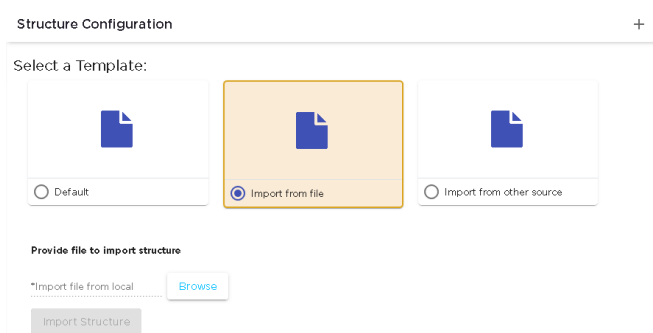 Structure Configuration
Select a Template:
Default
Import from file
Import from other source
Provide file to import structure
*Import file from local
Browse
Import Structure